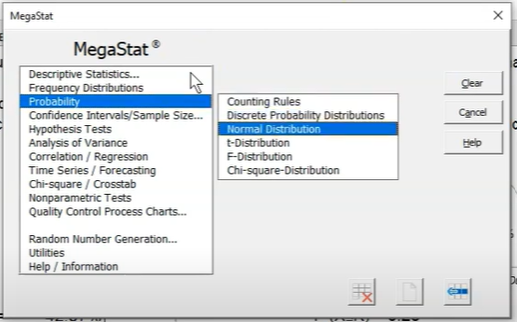 MegaStat
MegaStat®
Descriptive Statistics...
Frequency Distributions
Probability
Confidence Intervals/Sample Size...
Hypothesis Tests
Analysis of Variance
Correlation / Regression
Time Series / Forecasting
Chi-square / Crosstab
Nonparametric Tests
Quality Control Process Charts...
Random Number Generation...
Utilities
Help / Information
Counting Rules
Discrete Probability Distributions
Normal Distribution
t-Distribution
F-Distribution
Chi-square-Distribution
Clear
Cancel
Help